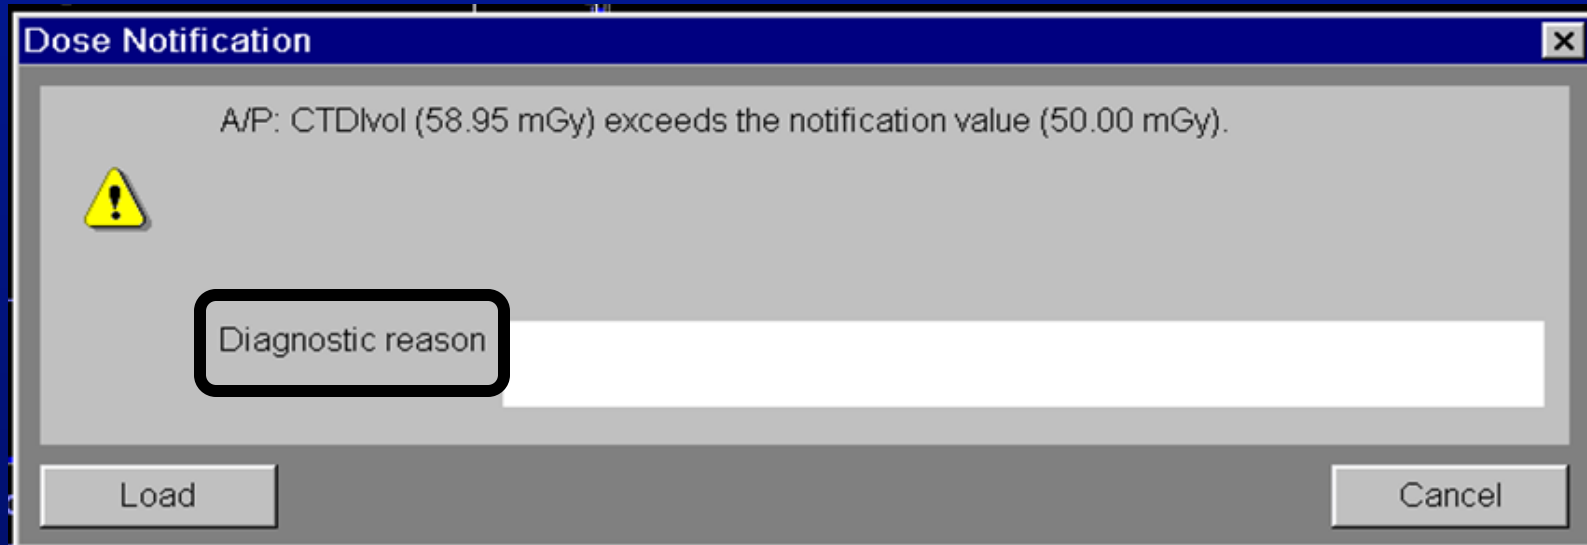 Dose Notification
A/P: CTDIvol (58.95 mGy) exceeds the notification value (50.00 mGy).
Diagnostic reason
Load
Cancel